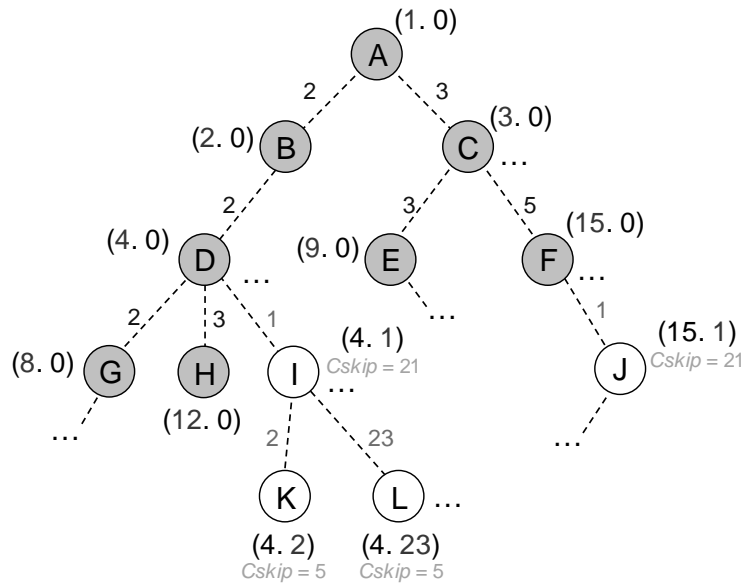 (1. 0)
A
2
3
(2. 0)
B
(3. 0)
C
...
2
3
5
(4. 0)
D
...
(9. 0)
E
...
(15. 0)
F
...
2
3
1
1
(8. 0)
G
...
H
(12. 0)
I
(4. 1)
Cskip = 21
...
J
(15. 1)
Cskip = 21
...
2
23
K
L
...
(4. 2)
Cskip = 5
(4. 23)
Cskip = 5